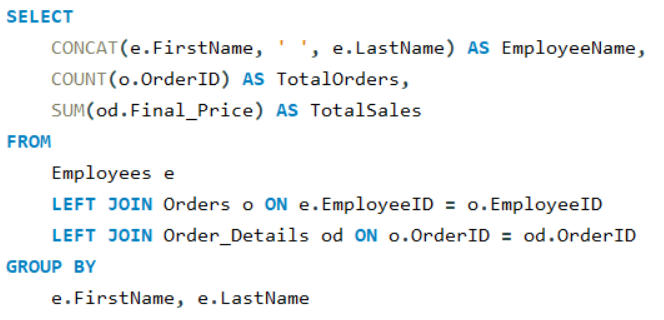 SELECT
    CONCAT(e.FirstName, ' ', e.LastName) AS EmployeeName,
    COUNT(o.OrderID) AS TotalOrders,
    SUM(od.Final_Price) AS TotalSales
FROM
    Employees e
    LEFT JOIN Orders o ON e.EmployeeID = o.EmployeeID
    LEFT JOIN Order_Details od ON o.OrderID = od.OrderID
GROUP BY
    e.FirstName, e.LastName